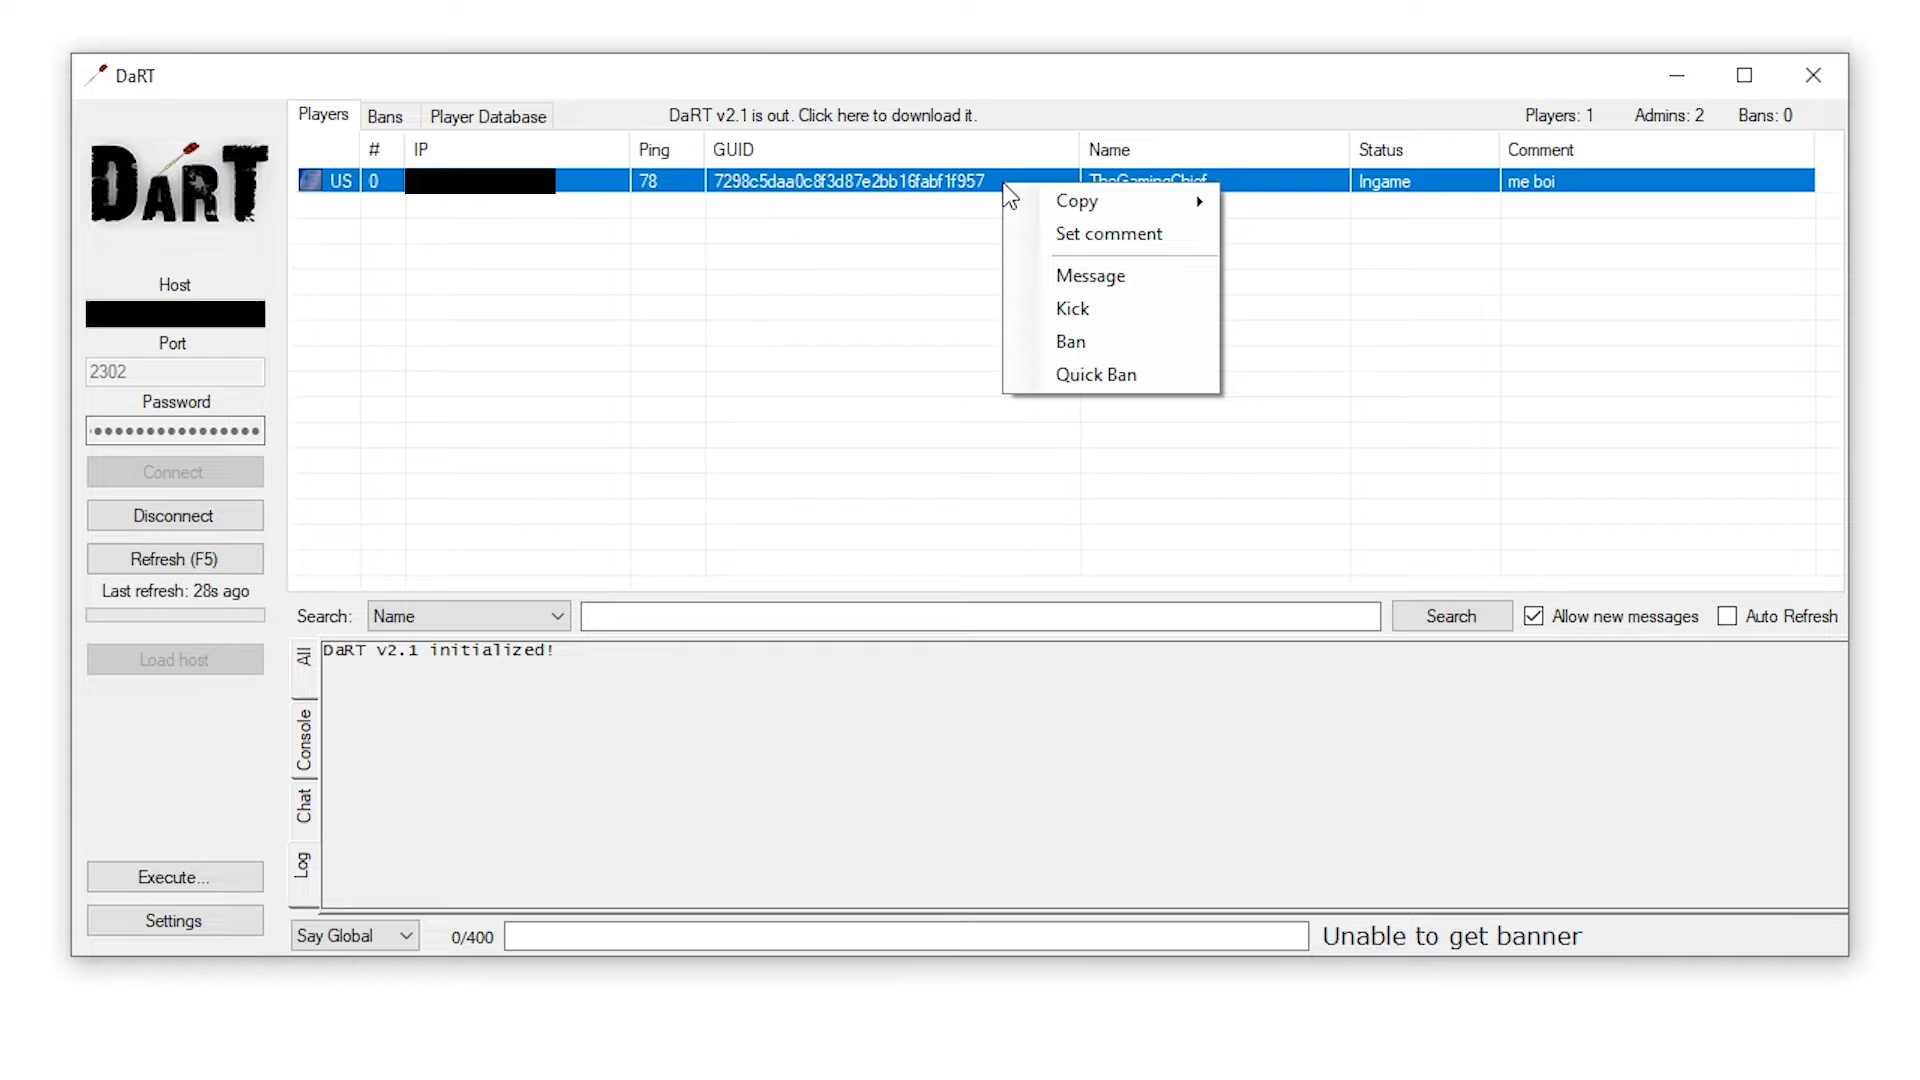 DaRT
Players Bans Player Database DaRT v2.1 is out. Click here to download it. Players: 1 Admins: 2 Bans: 0
# IP Ping GUID Name Status Comment
US 0 78 7298c5daa0c8f3d87e2bb16fabf1f957 TheGamingChief Ingame me boi
Copy
Set comment
Message
Kick
Ban
Quick Ban
DART
Host
Port
2302
Password
Connect
Disconnect
Refresh (F5)
Last refresh: 28s ago
Load host
Execute...
Settings
Search: Name Search Allow new messages Auto Refresh
All
Console
Chat
Log
DaRT v2.1 initialized!
Say Global 0/400 Unable to get banner